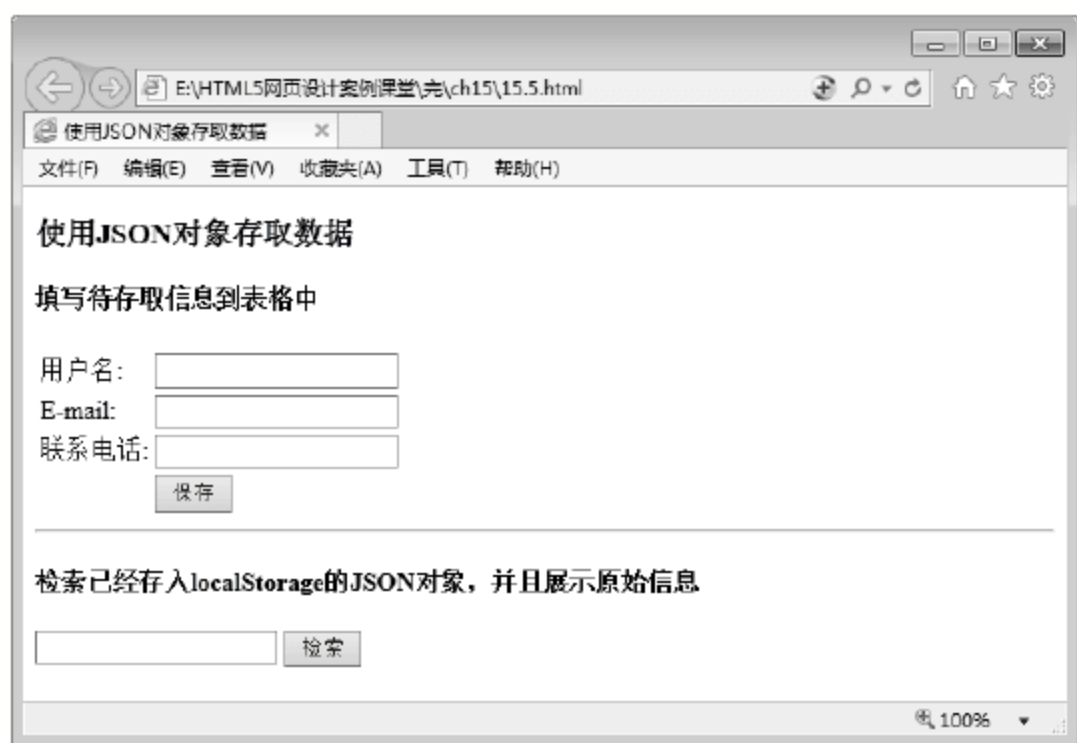 E:\HTML5网页设计案例课堂\完\ch15\15.5.html
使用JSON对象存取数据
文件(F) 编辑(E) 查看(V) 收藏夹(A) 工具(T) 帮助(H)
使用JSON对象存取数据
填写待存取信息到表格中
用户名:
E-mail:
联系电话:
保存
检索已经存入localStorage的JSON对象，并且展示原始信息
检索
100%